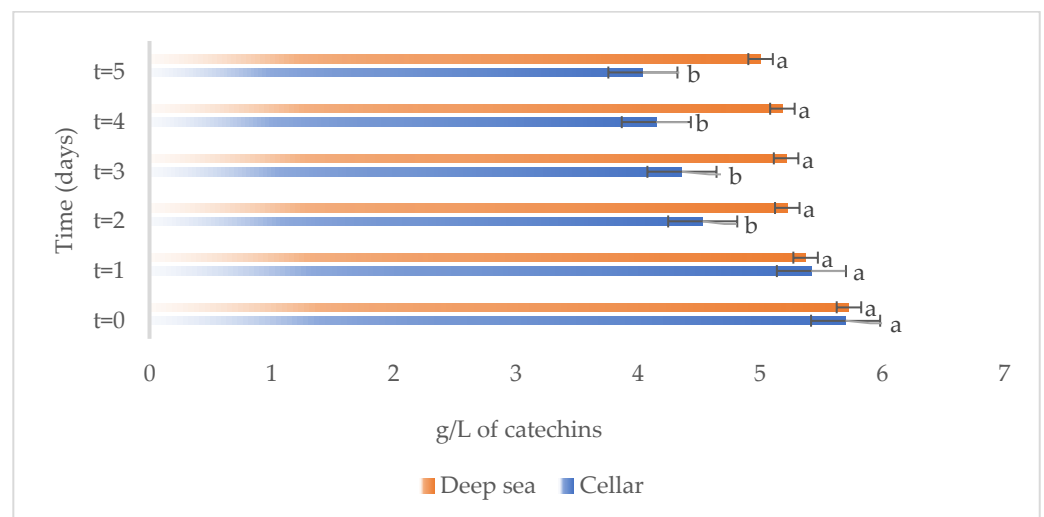 Time (days)
t=5
a
b
t=4
a
b
t=3
a
b
t=2
a
b
t=1
a
a
t=0
a
a
0 1 2 3 4 5 6 7
g/L of catechins
Deep sea Cellar